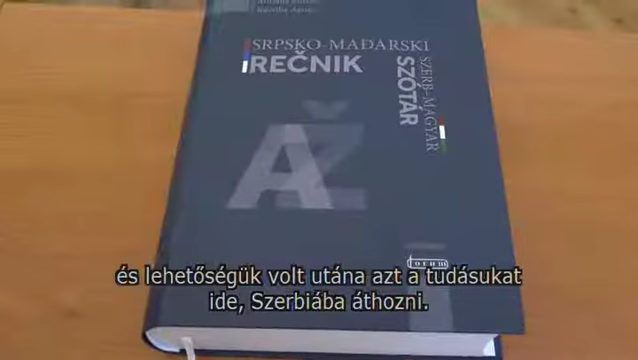 SRPSKO-MAĐARSKI
REČNIK
SZERB-MAGYAR
SZÓTÁR
AŽ
forum
és lehetőségük volt utána azt a tudásukat
ide, Szerbiába áthozni.